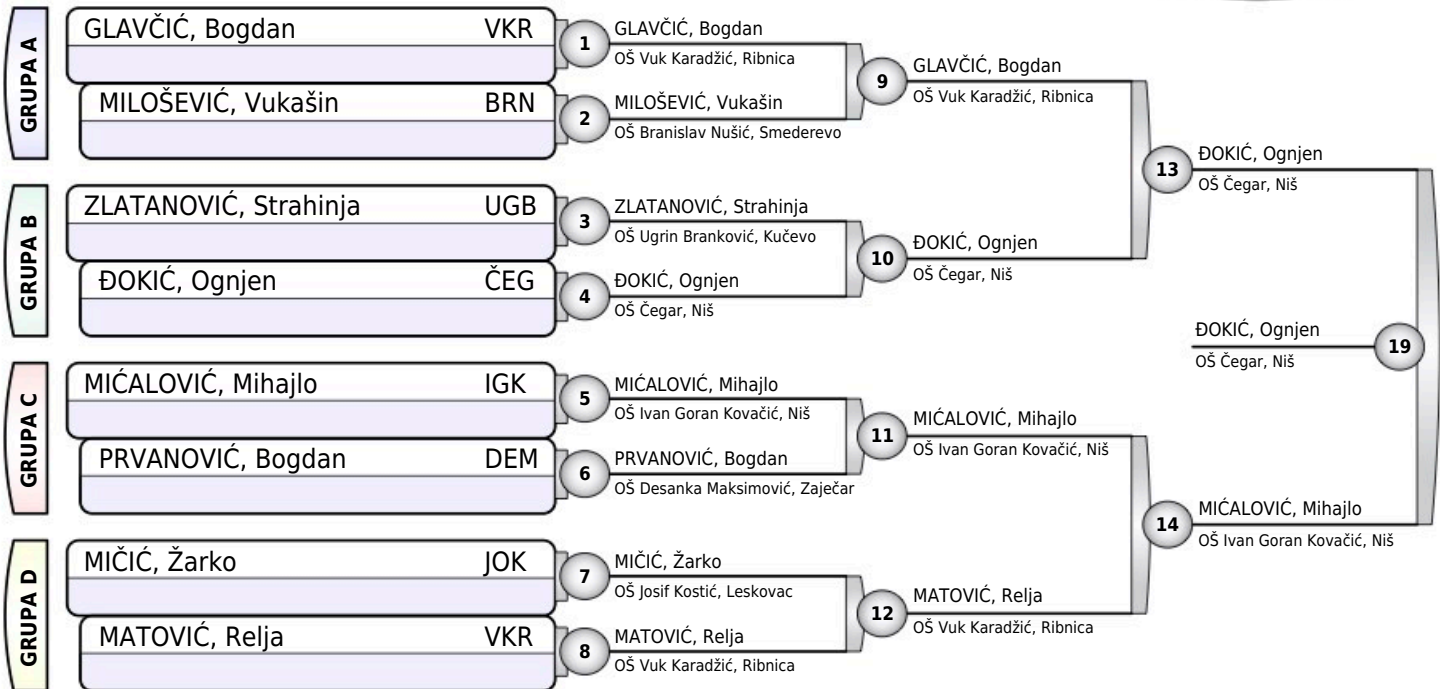 GRUPA A
GLAVČIĆ, Bogdan VKR
MILOŠEVIĆ, Vukašin BRN
GRUPA B
ZLATANOVIĆ, Strahinja UGB
ĐOKIĆ, Ognjen ČEG
GRUPA C
MIĆALOVIĆ, Mihajlo IGK
PRVANOVIĆ, Bogdan DEM
GRUPA D
MIČIĆ, Žarko JOK
MATOVIĆ, Relja VKR
1
GLAVČIĆ, Bogdan
OŠ Vuk Karadžić, Ribnica
2
MILOŠEVIĆ, Vukašin
OŠ Branislav Nušić, Smederevo
3
ZLATANOVIĆ, Strahinja
OŠ Ugrin Branković, Kučevo
4
ĐOKIĆ, Ognjen
OŠ Čegar, Niš
5
MIĆALOVIĆ, Mihajlo
OŠ Ivan Goran Kovačić, Niš
6
PRVANOVIĆ, Bogdan
OŠ Desanka Maksimović, Zaječar
7
MIČIĆ, Žarko
OŠ Josif Kostić, Leskovac
8
MATOVIĆ, Relja
OŠ Vuk Karadžić, Ribnica
9
GLAVČIĆ, Bogdan
OŠ Vuk Karadžić, Ribnica
10
ĐOKIĆ, Ognjen
OŠ Čegar, Niš
11
MIĆALOVIĆ, Mihajlo
OŠ Ivan Goran Kovačić, Niš
12
MATOVIĆ, Relja
OŠ Vuk Karadžić, Ribnica
13
ĐOKIĆ, Ognjen
OŠ Čegar, Niš
14
MIĆALOVIĆ, Mihajlo
OŠ Ivan Goran Kovačić, Niš
ĐOKIĆ, Ognjen
OŠ Čegar, Niš
19